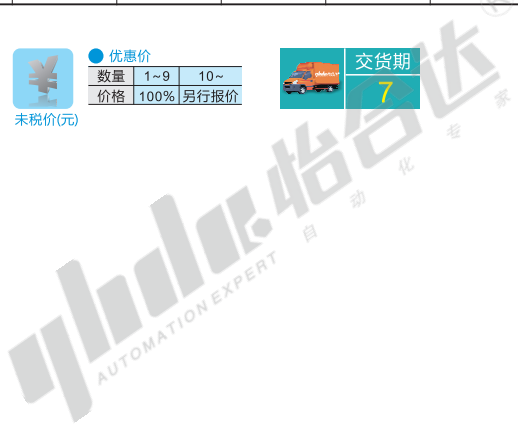 优惠价
数量 1~9 10~
价格 100% 另行报价
未税价(元)
交货期
7
怡合达
自动化专家
AUTOMATION EXPERT